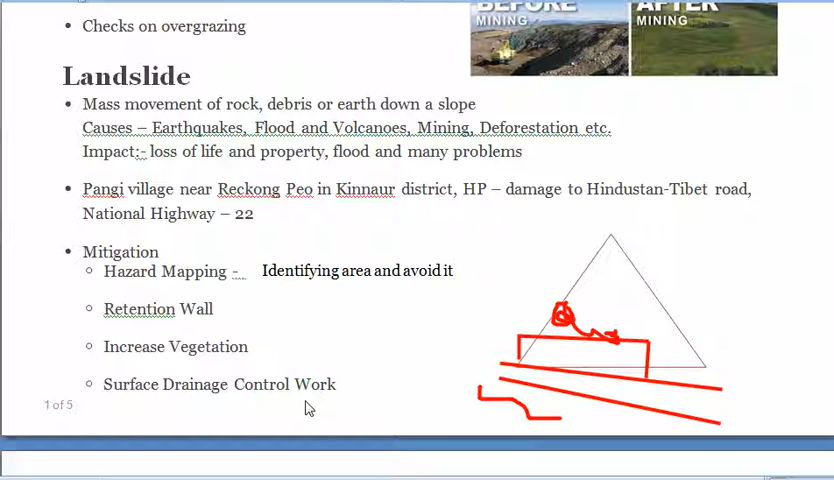 BEFORE
MINING
AFTER
MINING
• Checks on overgrazing
Landslide
• Mass movement of rock, debris or earth down a slope
Causes – Earthquakes, Flood and Volcanoes, Mining, Deforestation etc.
Impact:- loss of life and property, flood and many problems
• Pangi village near Reckong Peo in Kinnaur district, HP – damage to Hindustan-Tibet road,
National Highway – 22
• Mitigation
○ Hazard Mapping - Identifying area and avoid it
○ Retention Wall
○ Increase Vegetation
○ Surface Drainage Control Work
1 of 5